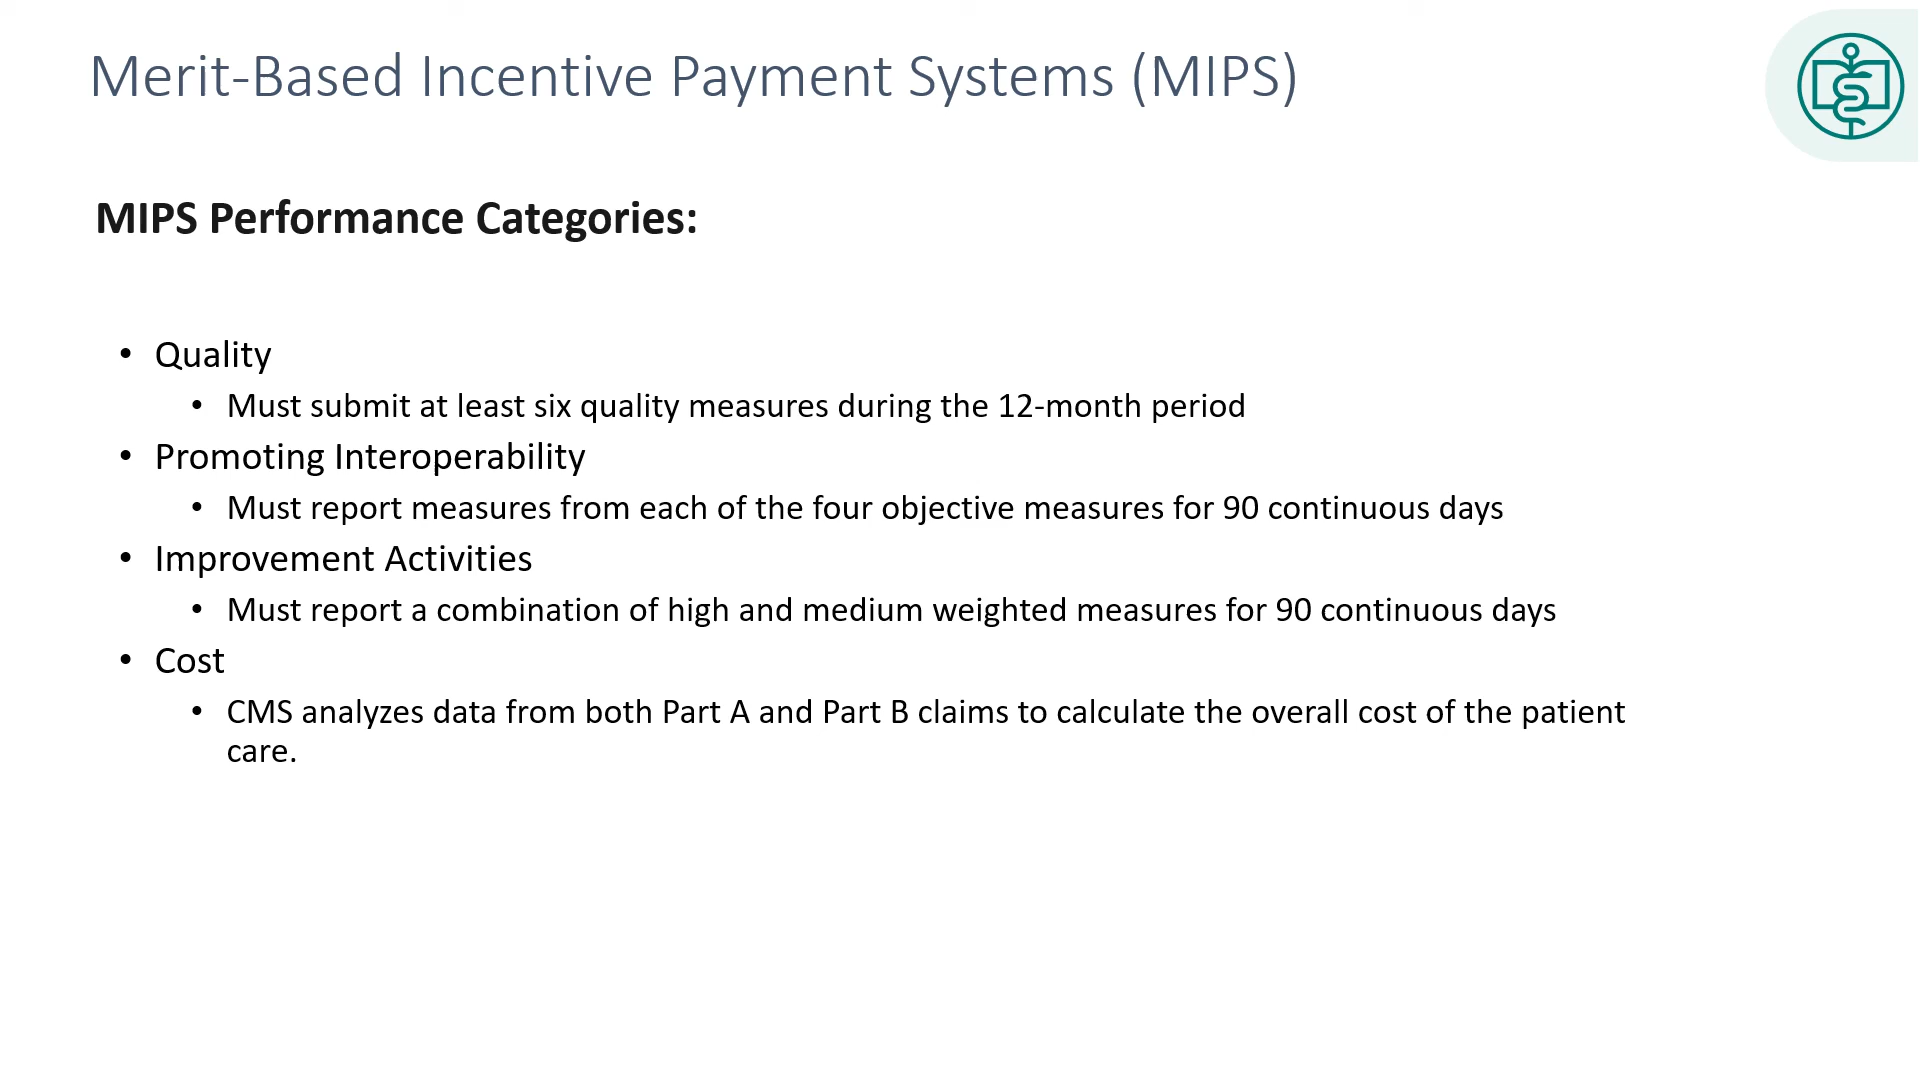 Merit-Based Incentive Payment Systems (MIPS)
MIPS Performance Categories:
• Quality
• Must submit at least six quality measures during the 12-month period
• Promoting Interoperability
• Must report measures from each of the four objective measures for 90 continuous days
• Improvement Activities
• Must report a combination of high and medium weighted measures for 90 continuous days
• Cost
• CMS analyzes data from both Part A and Part B claims to calculate the overall cost of the patient
care.